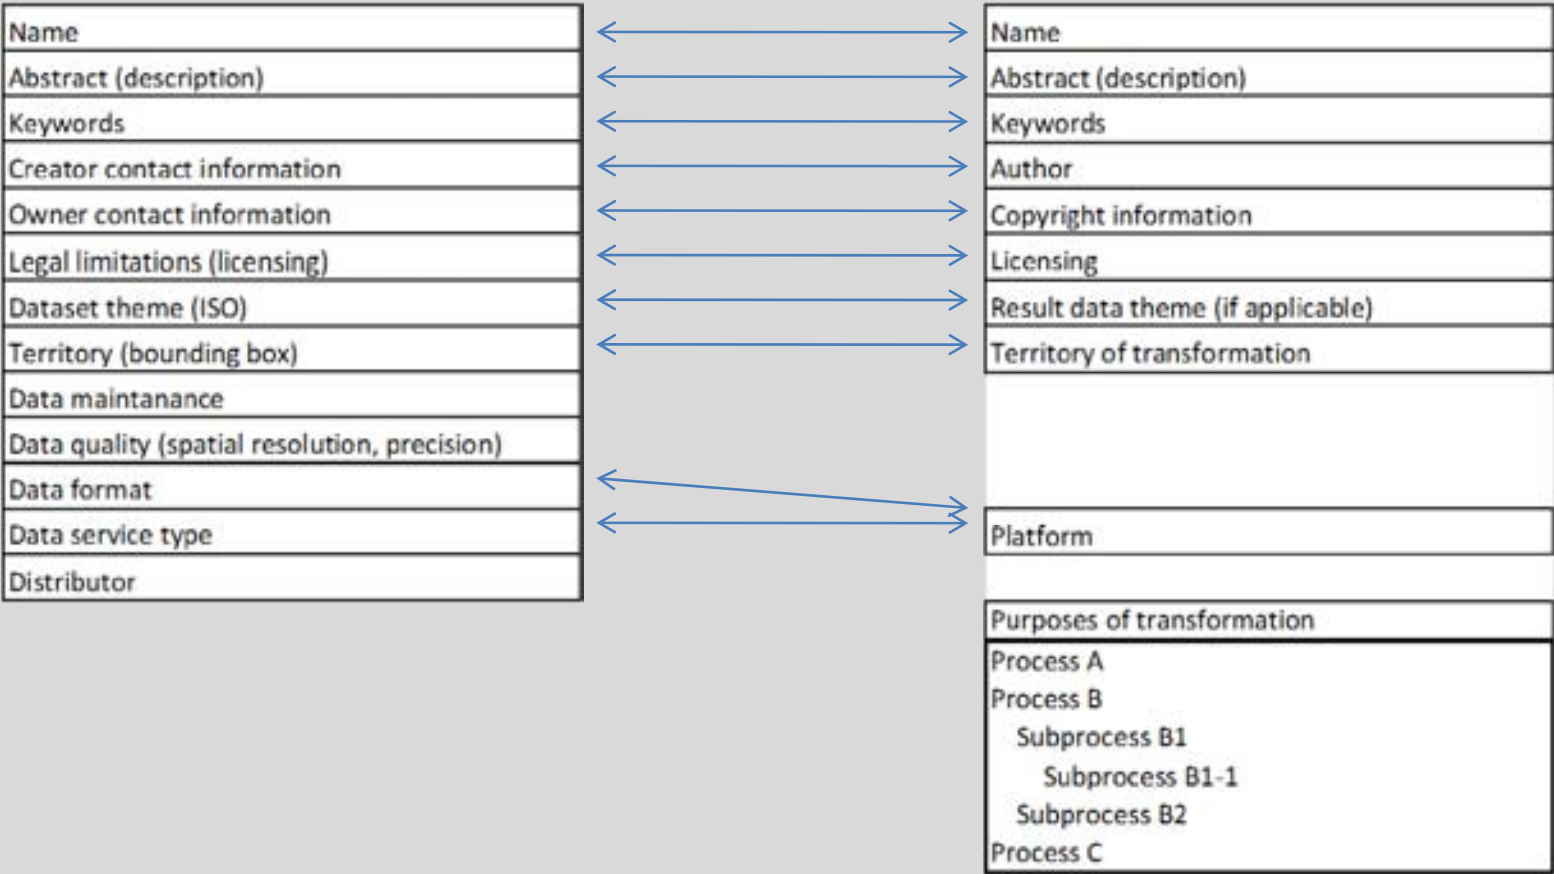 Name
Abstract (description)
Keywords
Creator contact information
Owner contact information
Legal limitations (licensing)
Dataset theme (ISO)
Territory (bounding box)
Data maintanance
Data quality (spatial resolution, precision)
Data format
Data service type
Distributor
Name
Abstract (description)
Keywords
Author
Copyright information
Licensing
Result data theme (if applicable)
Territory of transformation
Platform
Purposes of transformation
Process A
Process B
Subprocess B1
Subprocess B1-1
Subprocess B2
Process C